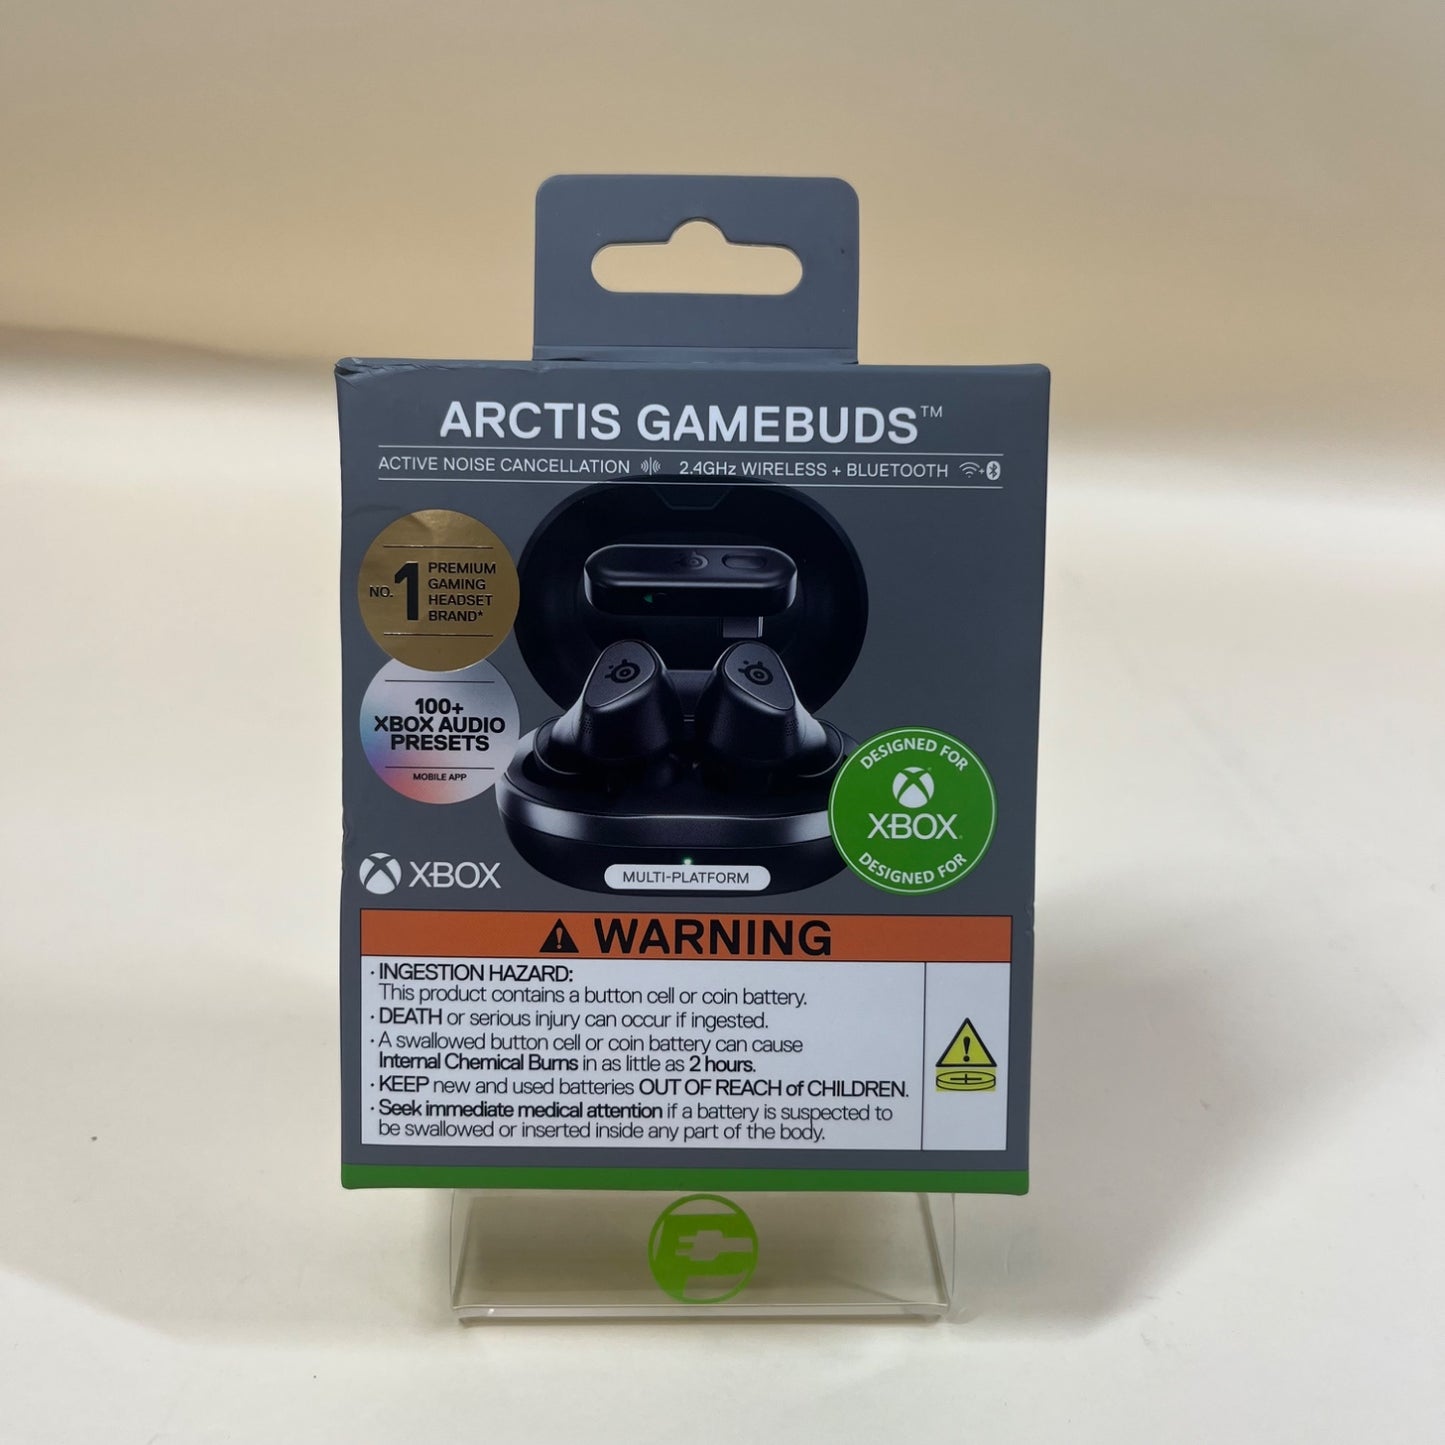 ARCTIS GAMEBUDS™
ACTIVE NOISE CANCELLATION 2.4GHz WIRELESS + BLUETOOTH
NO. 1 PREMIUM
GAMING
HEADSET
BRAND*
100+
XBOX AUDIO
PRESETS
MOBILE APP
DESIGNED FOR
XBOX
DESIGNED FOR
XBOX
MULTI-PLATFORM
WARNING
· INGESTION HAZARD:
This product contains a button cell or coin battery.
· DEATH or serious injury can occur if ingested.
· A swallowed button cell or coin battery can cause
Internal Chemical Burns in as little as 2 hours.
· KEEP new and used batteries OUT OF REACH of CHILDREN.
· Seek immediate medical attention if a battery is suspected to
be swallowed or inserted inside any part of the body.